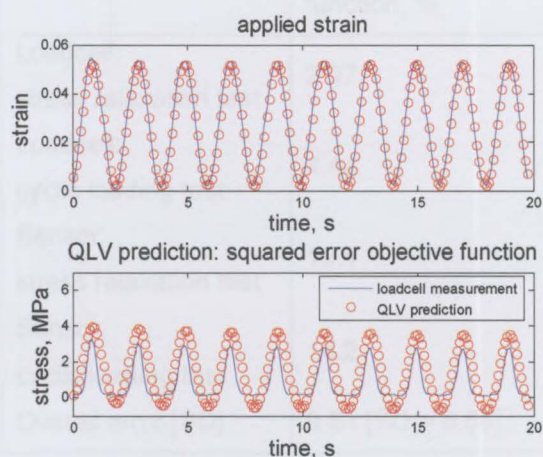 applied strain
0.06
0.04
0.02
0
strain
0 5 10 15 20
time, s
QLV prediction: squared error objective function
6
4
2
0
stress, MPa
loadcell measurement
QLV prediction
0 5 10 15 20
time, s